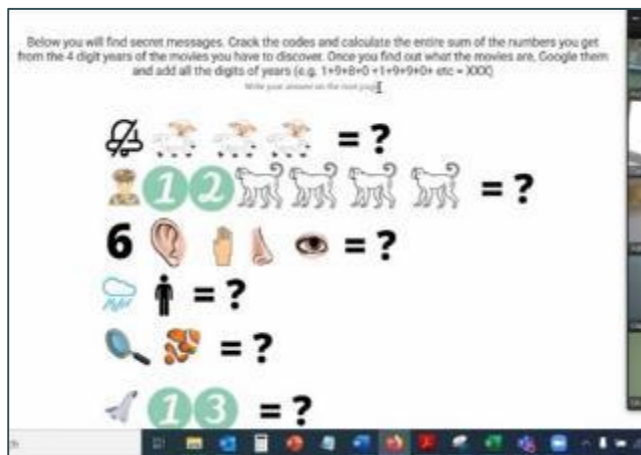 Below you will find secret messages. Crack the codes and calculate the entire sum of the numbers you get
from the 4 digit years of the movies you have to discover. Once you find out what the movies are, Google them
and add all the digits of years (e.g. 1+9+8+0 +1+9+9+0+ etc = XXX)
Write your answer on the next page
= ?
12 = ?
6 = ?
= ?
= ?
13 = ?